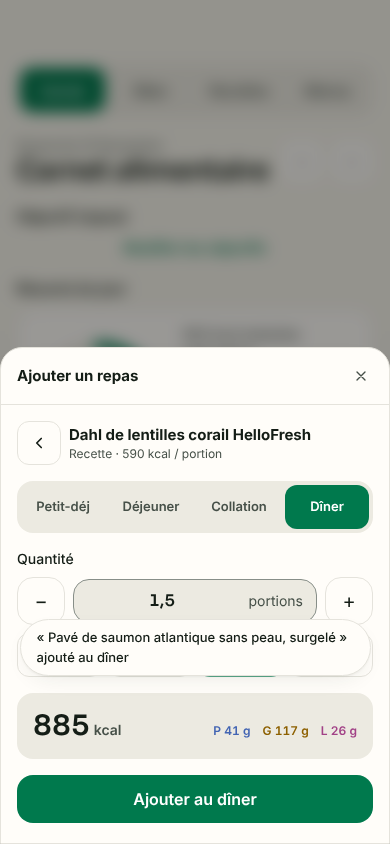 Carnet alimentaire
Ajouter un repas
Dahl de lentilles corail HelloFresh
Recette · 590 kcal / portion
Petit-déj Déjeuner Collation Dîner
Quantité
− 1,5 portions +
« Pavé de saumon atlantique sans peau, surgelé »
ajouté au dîner
885 kcal P 41 g G 117 g L 26 g
Ajouter au dîner